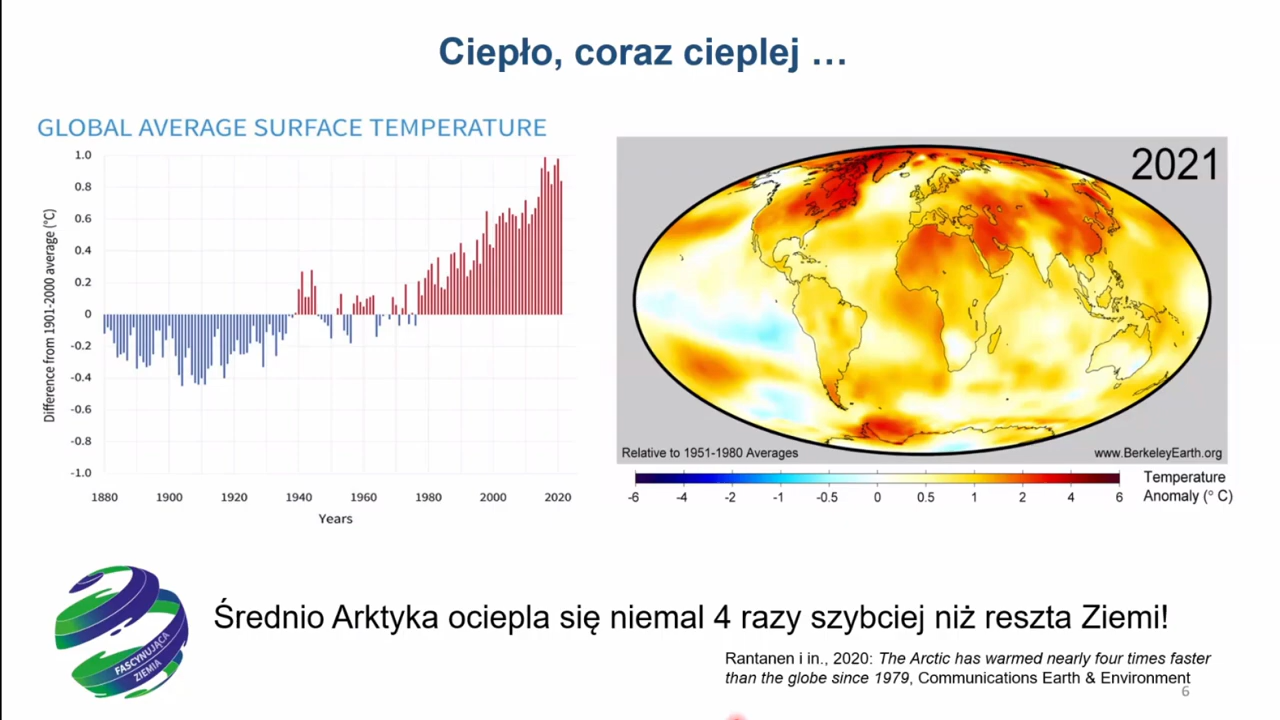 Ciepło, coraz cieplej …
GLOBAL AVERAGE SURFACE TEMPERATURE
Difference from 1901-2000 average (°C)
1.0
0.8
0.6
0.4
0.2
0
-0.2
-0.4
-0.6
-0.8
-1.0
1880 1900 1920 1940 1960 1980 2000 2020
Years
2021
Relative to 1951-1980 Averages
www.BerkeleyEarth.org
-6 -4 -2 -1 -0.5 0 0.5 1 2 4 6
Temperature
Anomaly (° C)
FASCYNUJĄCA
ZIEMIA
Średnio Arktyka ociepla się niemal 4 razy szybciej niż reszta Ziemi!
Rantanen i in., 2020: The Arctic has warmed nearly four times faster
than the globe since 1979, Communications Earth & Environment
6